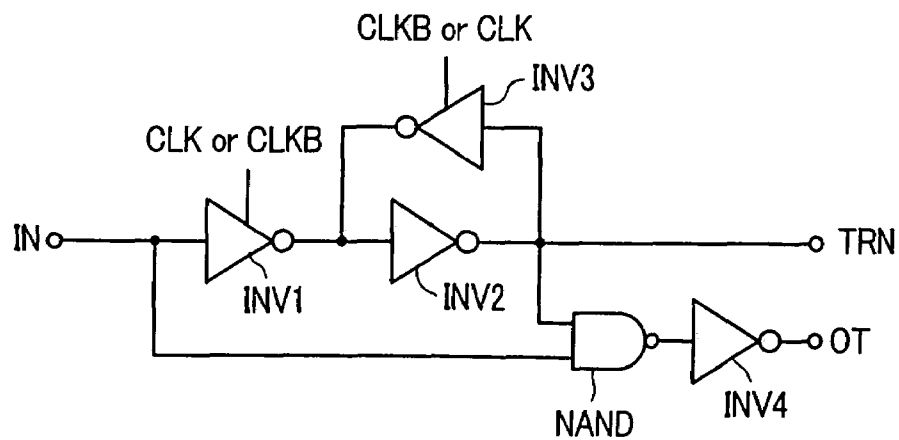 CLKB or CLK
INV3
CLK or CLKB
IN
TRN
INV1
INV2
OT
NAND
INV4